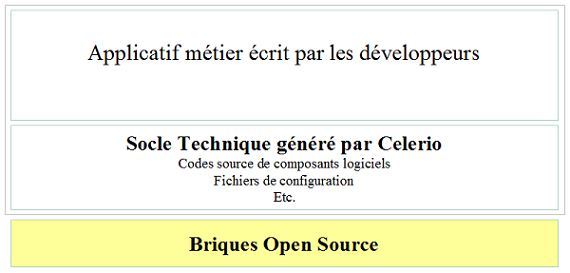 Applicatif métier écrit par les développeurs
Socle Technique généré par Celerio
Codes source de composants logiciels
Fichiers de configuration
Etc.
Briques Open Source